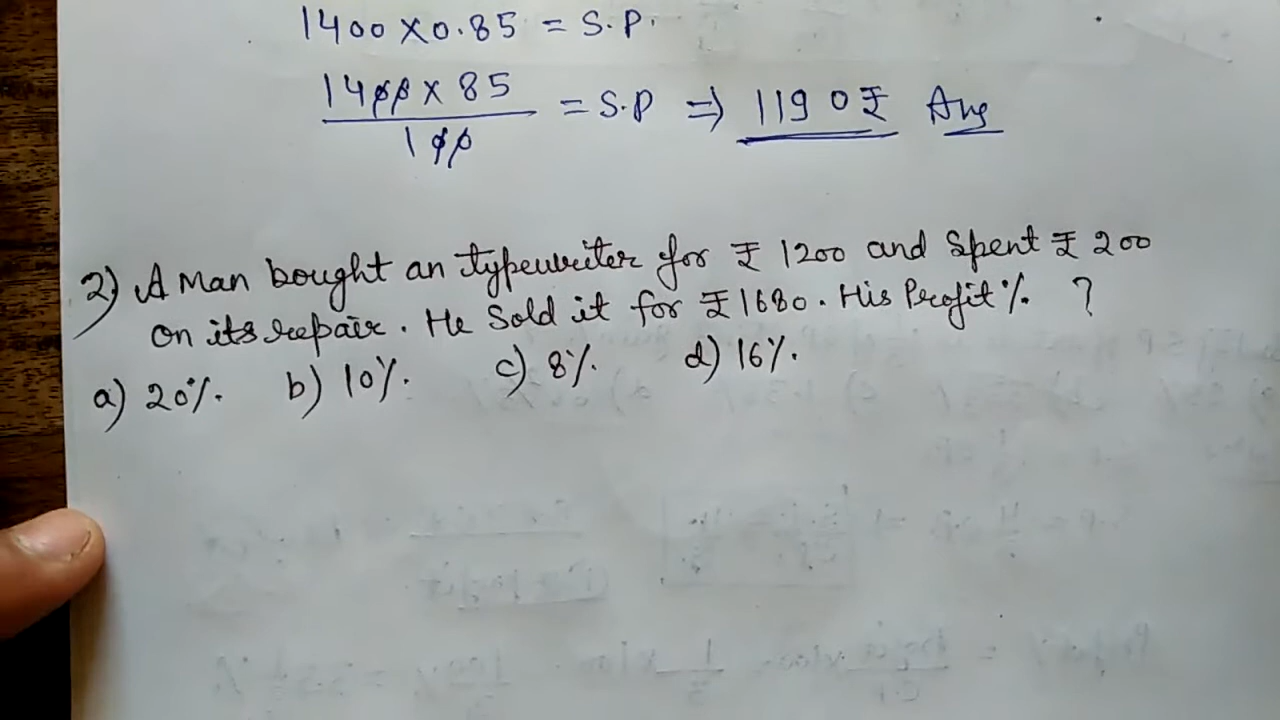 1400 × 0.85 = S.P.
1400 × 85
100
= S.P ⇒ 1190₹ Ans
2) A Man bought an typewriter for ₹ 1200 and spent ₹ 200
on its repair. He Sold it for ₹ 1680. His Profit % ?
a) 20% b) 10% c) 8% d) 16%